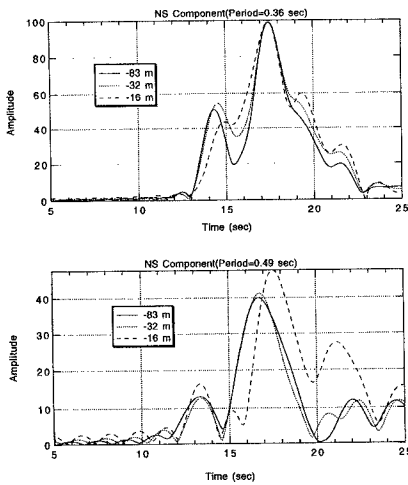 NS Component(Period=0.36 sec)
100
80
60
40
20
0
Amplitude
-83 m
-32 m
-16 m
5 10 15 20 25
Time (sec)
NS Component(Period=0.49 sec)
40
30
20
10
0
Amplitude
-83 m
-32 m
-16 m
5 10 15 20 25
Time (sec)